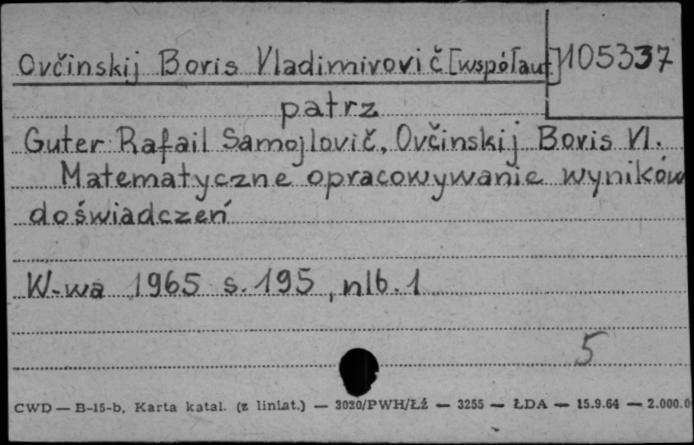 Ovčinskij Boris Vladimirovič [współaut.] 105337
patrz
Guter Rafail Samojlovič, Ovčinskij Boris Vl.
Matematyczne opracowywanie wyników
doświadczeń
W-wa 1965 s. 195, nlb. 1
5
CWD — B-15-b, Karta katal. (z liniat.) — 3020/PWH/Łź — 3255 — ŁDA — 15.9.64 — 2.000.0